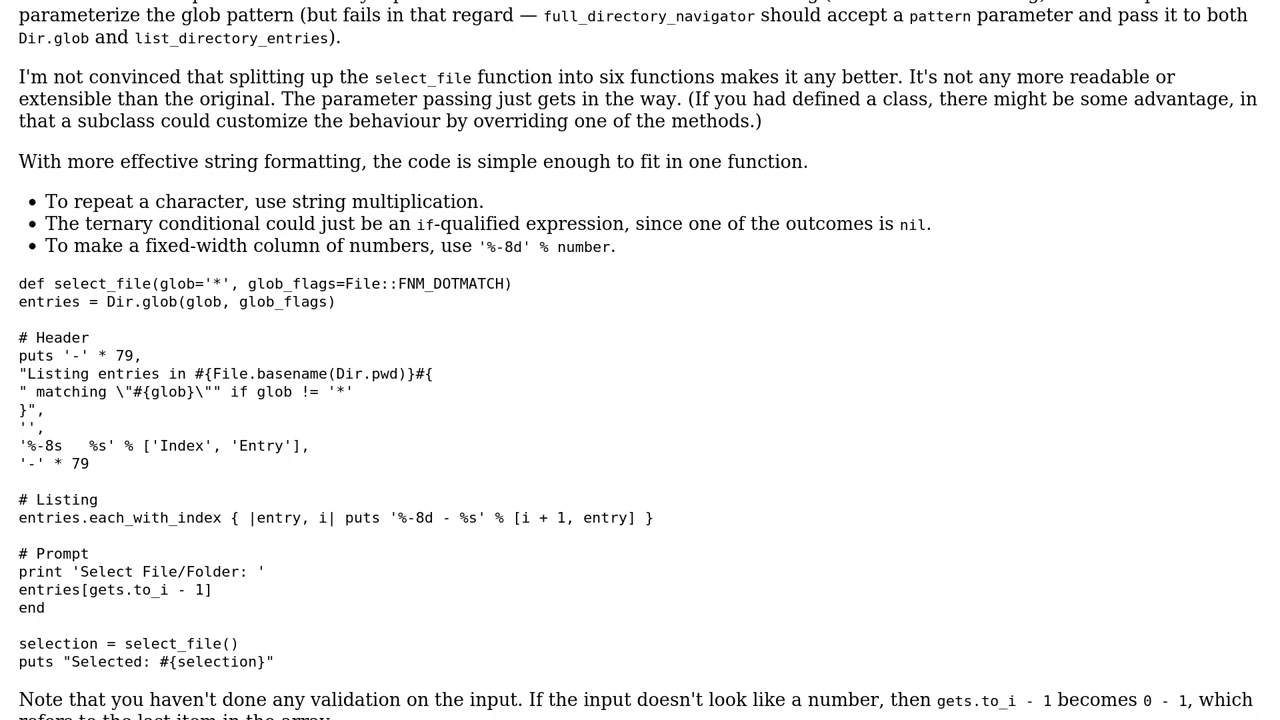 parameterize the glob pattern (but fails in that regard — full_directory_navigator should accept a pattern parameter and pass it to both
Dir.glob and list_directory_entries).
I'm not convinced that splitting up the select_file function into six functions makes it any better. It's not any more readable or
extensible than the original. The parameter passing just gets in the way. (If you had defined a class, there might be some advantage, in
that a subclass could customize the behaviour by overriding one of the methods.)
With more effective string formatting, the code is simple enough to fit in one function.
• To repeat a character, use string multiplication.
• The ternary conditional could just be an if-qualified expression, since one of the outcomes is nil.
• To make a fixed-width column of numbers, use '%-8d' % number.
def select_file(glob='*', glob_flags=File::FNM_DOTMATCH)
entries = Dir.glob(glob, glob_flags)
# Header
puts '-' * 79,
"Listing entries in #{File.basename(Dir.pwd)}#{
" matching \"#{glob}\"" if glob != '*'
}",
'',
'%-8s   %s' % ['Index', 'Entry'],
'-' * 79
# Listing
entries.each_with_index { |entry, i| puts '%-8d - %s' % [i + 1, entry] }
# Prompt
print 'Select File/Folder: '
entries[gets.to_i - 1]
end
selection = select_file()
puts "Selected: #{selection}"
Note that you haven't done any validation on the input. If the input doesn't look like a number, then gets.to_i - 1 becomes 0 - 1, which
refers to the last item in the array.